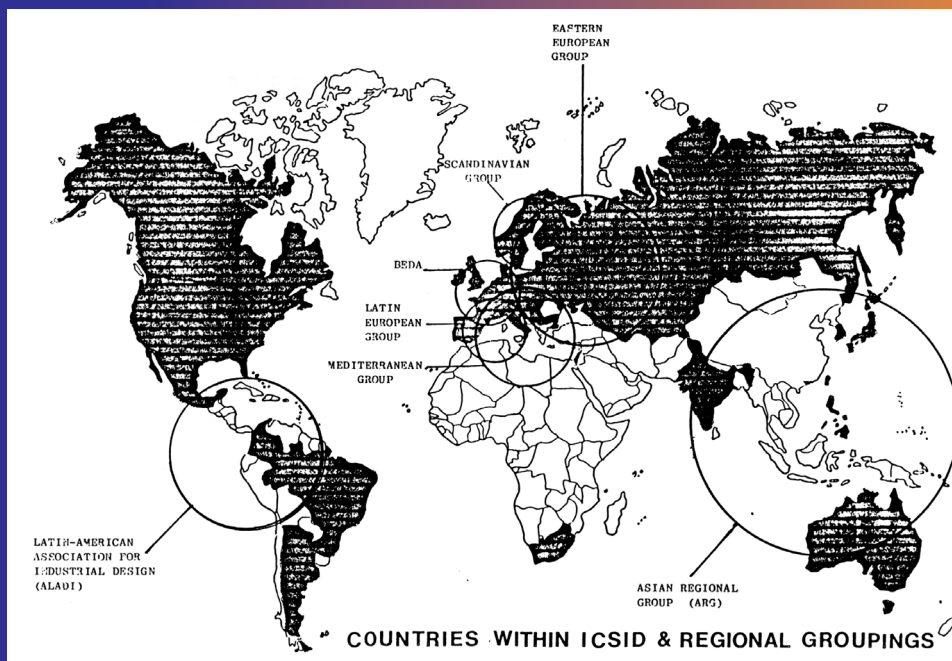 EASTERN
EUROPEAN
GROUP
SCANDINAVIAN
GROUP
BEDA
LATIN
EUROPEAN
GROUP
MEDITERRANEAN
GROUP
LATIN-AMERICAN
ASSOCIATION FOR
INDUSTRIAL DESIGN
(ALADI)
ASIAN REGIONAL
GROUP (ARG)
COUNTRIES WITHIN ICSID & REGIONAL GROUPINGS